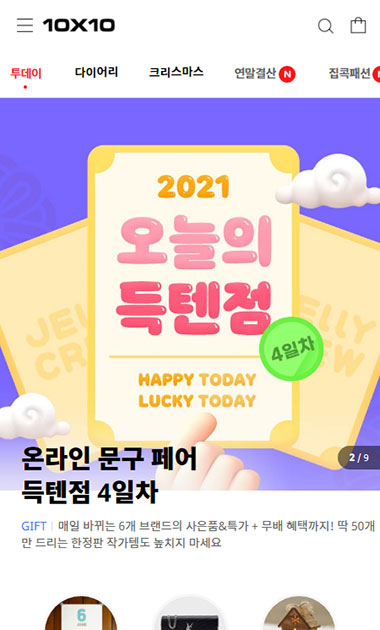 10X10
투데이 다이어리 크리스마스 연말결산 N 집콕패션 N
2021
오늘의
득템점
4일차
JELLY CREW
HAPPY TODAY
LUCKY TODAY
온라인 문구 페어
득텐점 4일차
2 / 9
GIFT | 매일 바뀌는 6개 브랜드의 사은품&특가 + 무배 혜택까지! 딱 50개
만 드리는 한정판 작가템도 놓치지 마세요
6